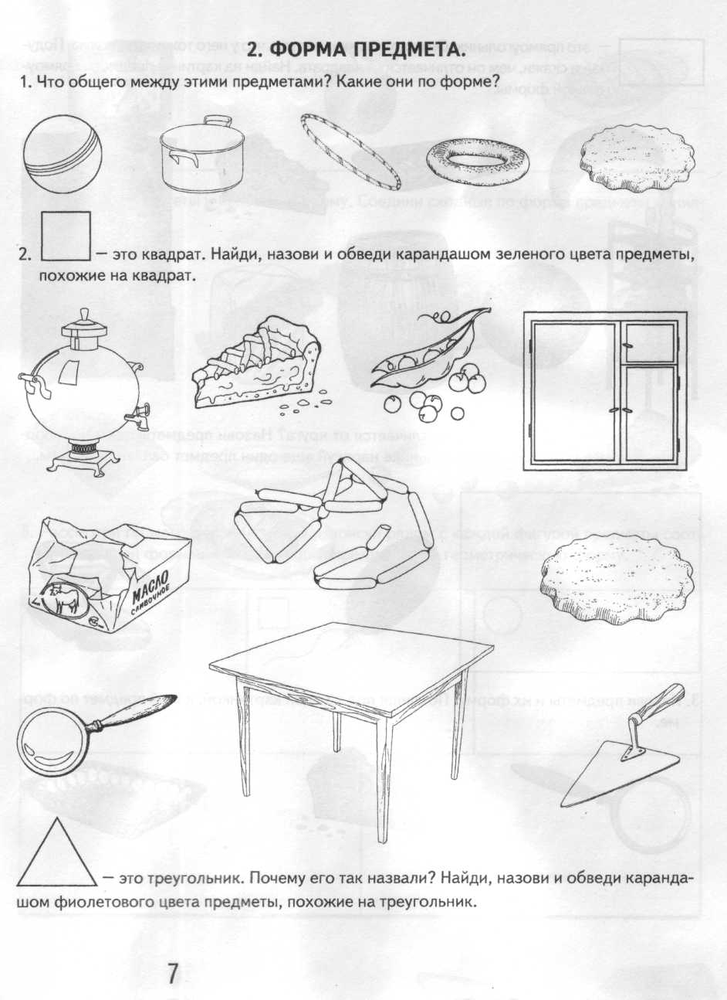 2. ФОРМА ПРЕДМЕТА.
1. Что общего между этими предметами? Какие они по форме?
2. — это квадрат. Найди, назови и обведи карандашом зеленого цвета предметы,
похожие на квадрат.
МАСЛО
СЛИВОЧНОЕ
— это треугольник. Почему его так назвали? Найди, назови и обведи каранда-
шом фиолетового цвета предметы, похожие на треугольник.
7